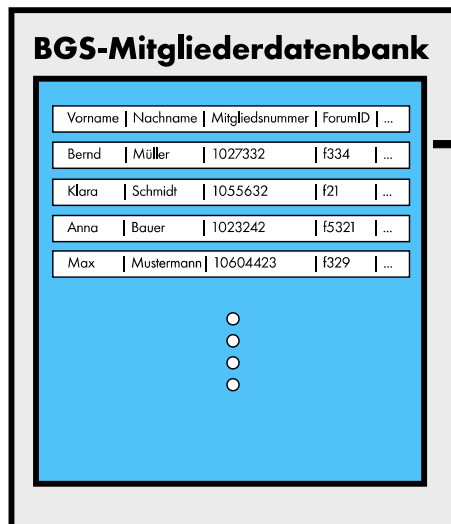 BGS-Mitgliederdatenbank
Vorname | Nachname | Mitgliedsnummer | ForumID | ...
Bernd | Müller | 1027332 | f334 | ...
Klara | Schmidt | 1055632 | f21 | ...
Anna | Bauer | 1023242 | f5321 | ...
Max | Mustermann | 10604423 | f329 | ...